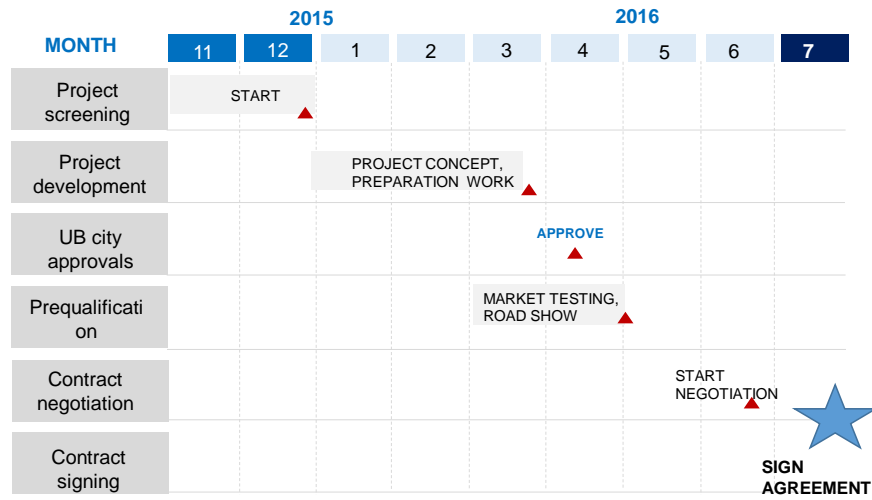 2015 2016
MONTH 11 12 1 2 3 4 5 6 7
Project
screening
START
Project
development
PROJECT CONCEPT,
PREPARATION WORK
UB city
approvals
APPROVE
Prequalificati
on
MARKET TESTING,
ROAD SHOW
Contract
negotiation
START
NEGOTIATION
Contract
signing
SIGN
AGREEMENT